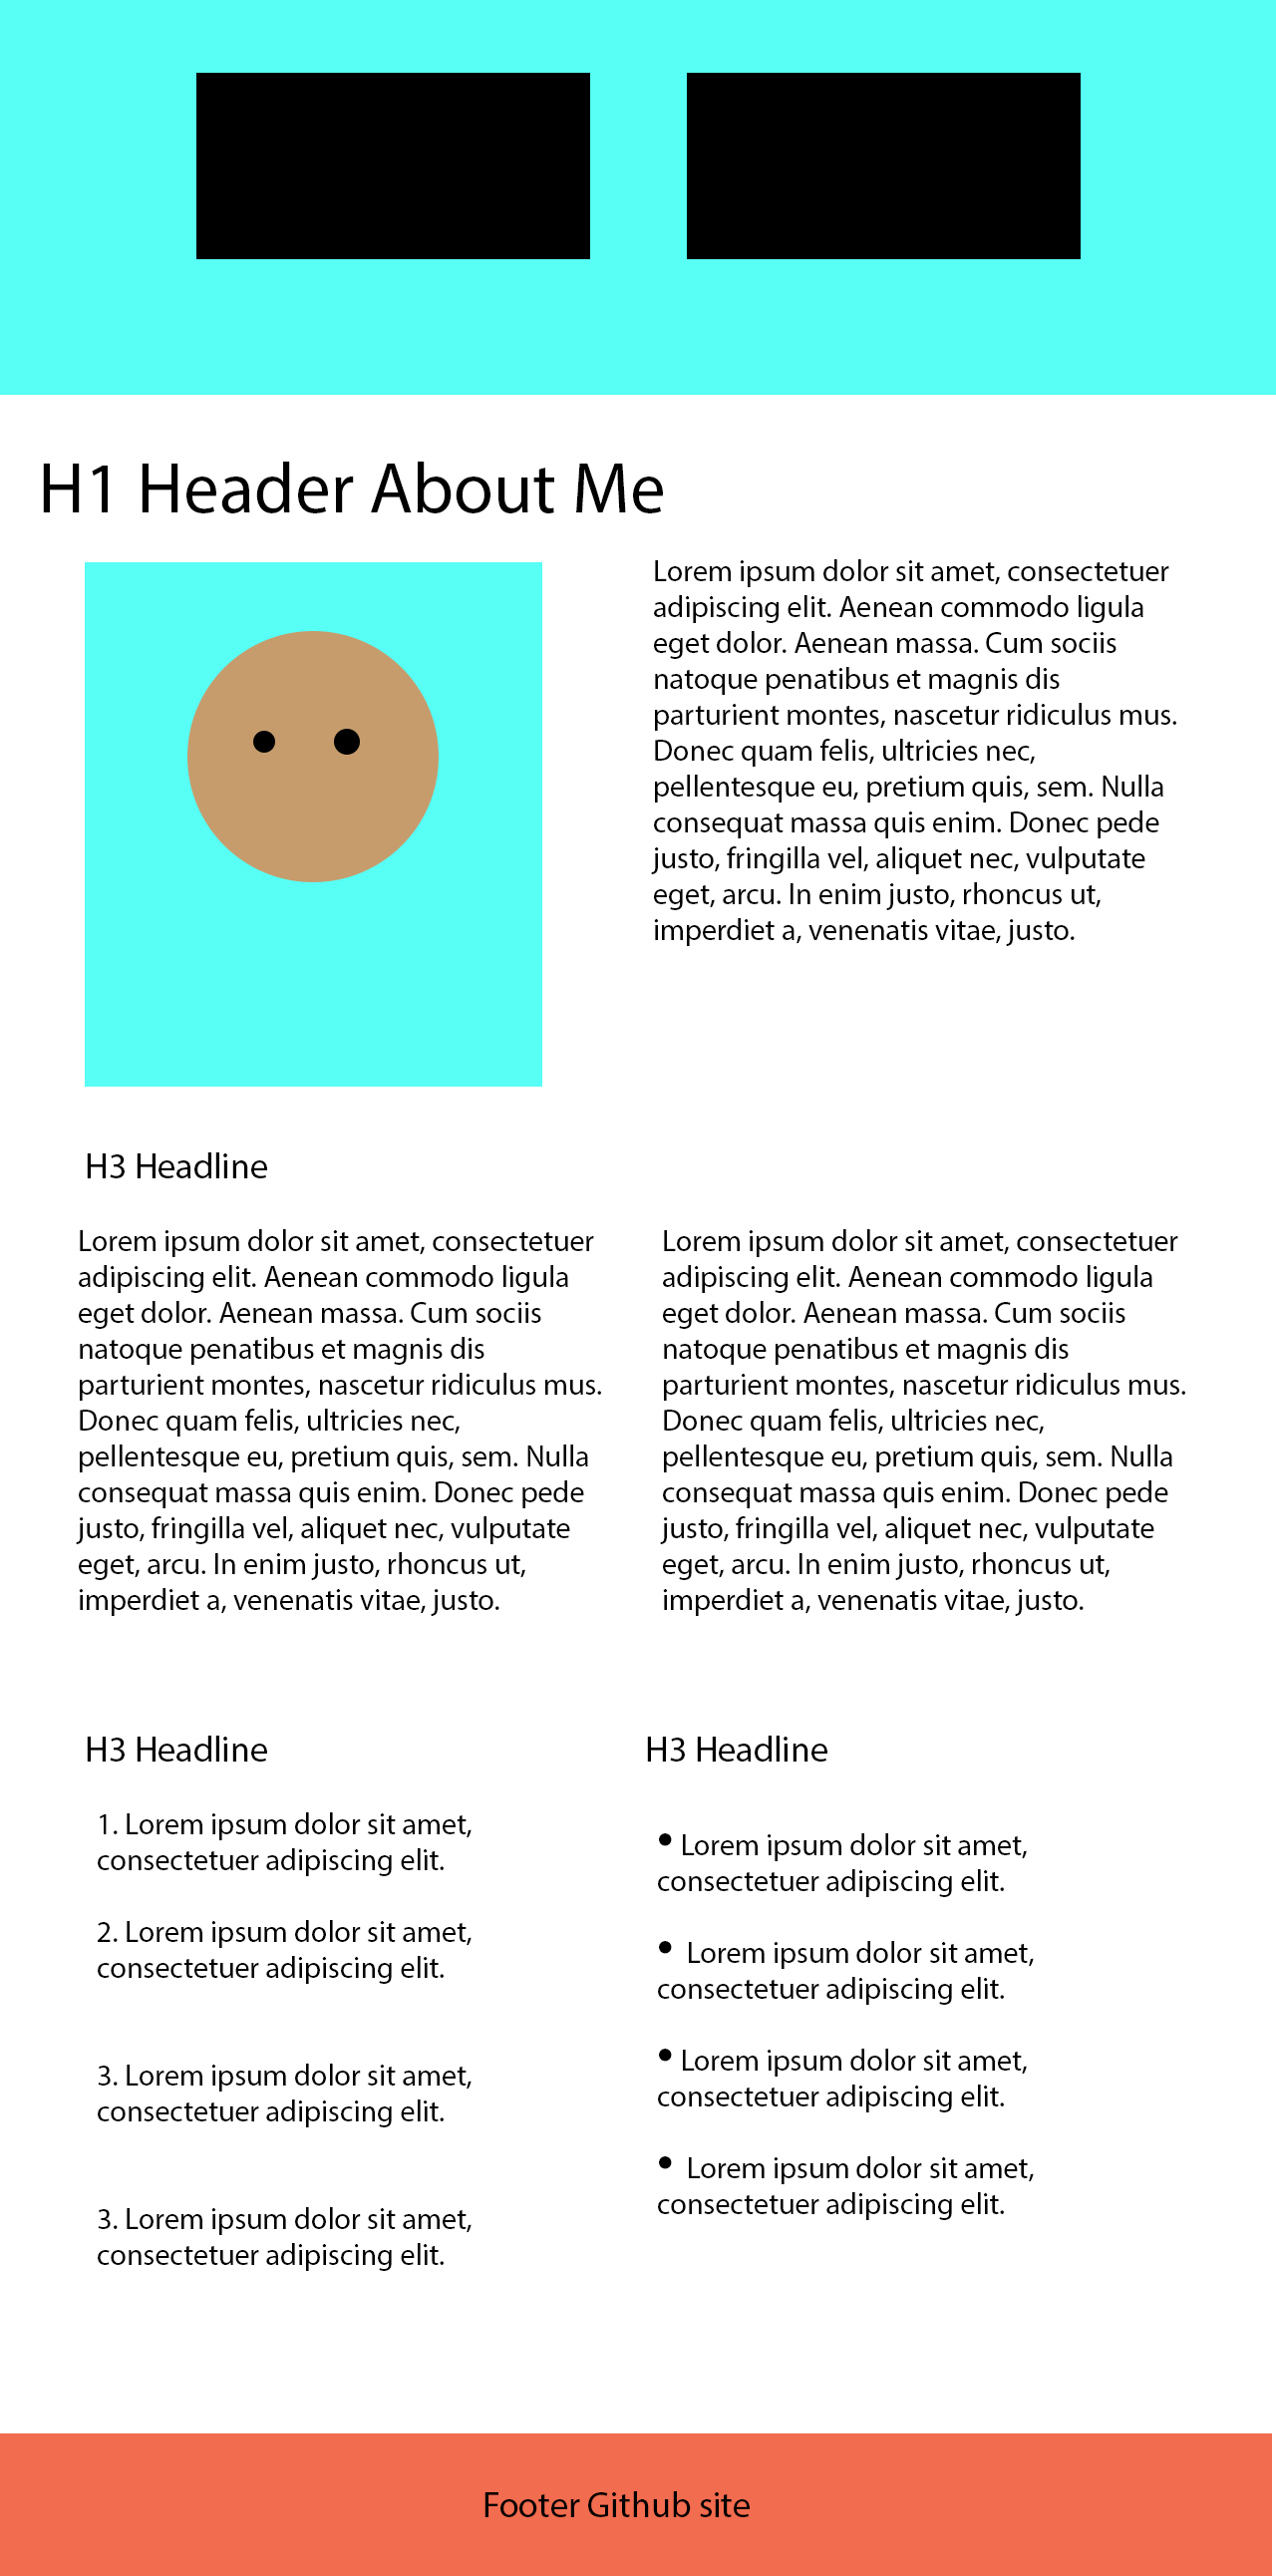 H1 Header About Me
Lorem ipsum dolor sit amet, consectetuer
adipiscing elit. Aenean commodo ligula
eget dolor. Aenean massa. Cum sociis
natoque penatibus et magnis dis
parturient montes, nascetur ridiculus mus.
Donec quam felis, ultricies nec,
pellentesque eu, pretium quis, sem. Nulla
consequat massa quis enim. Donec pede
justo, fringilla vel, aliquet nec, vulputate
eget, arcu. In enim justo, rhoncus ut,
imperdiet a, venenatis vitae, justo.
H3 Headline
Lorem ipsum dolor sit amet, consectetuer
adipiscing elit. Aenean commodo ligula
eget dolor. Aenean massa. Cum sociis
natoque penatibus et magnis dis
parturient montes, nascetur ridiculus mus.
Donec quam felis, ultricies nec,
pellentesque eu, pretium quis, sem. Nulla
consequat massa quis enim. Donec pede
justo, fringilla vel, aliquet nec, vulputate
eget, arcu. In enim justo, rhoncus ut,
imperdiet a, venenatis vitae, justo.
Lorem ipsum dolor sit amet, consectetuer
adipiscing elit. Aenean commodo ligula
eget dolor. Aenean massa. Cum sociis
natoque penatibus et magnis dis
parturient montes, nascetur ridiculus mus.
Donec quam felis, ultricies nec,
pellentesque eu, pretium quis, sem. Nulla
consequat massa quis enim. Donec pede
justo, fringilla vel, aliquet nec, vulputate
eget, arcu. In enim justo, rhoncus ut,
imperdiet a, venenatis vitae, justo.
H3 Headline
1. Lorem ipsum dolor sit amet,
consectetuer adipiscing elit.
2. Lorem ipsum dolor sit amet,
consectetuer adipiscing elit.
3. Lorem ipsum dolor sit amet,
consectetuer adipiscing elit.
3. Lorem ipsum dolor sit amet,
consectetuer adipiscing elit.
H3 Headline
• Lorem ipsum dolor sit amet,
consectetuer adipiscing elit.
• Lorem ipsum dolor sit amet,
consectetuer adipiscing elit.
• Lorem ipsum dolor sit amet,
consectetuer adipiscing elit.
• Lorem ipsum dolor sit amet,
consectetuer adipiscing elit.
Footer Github site